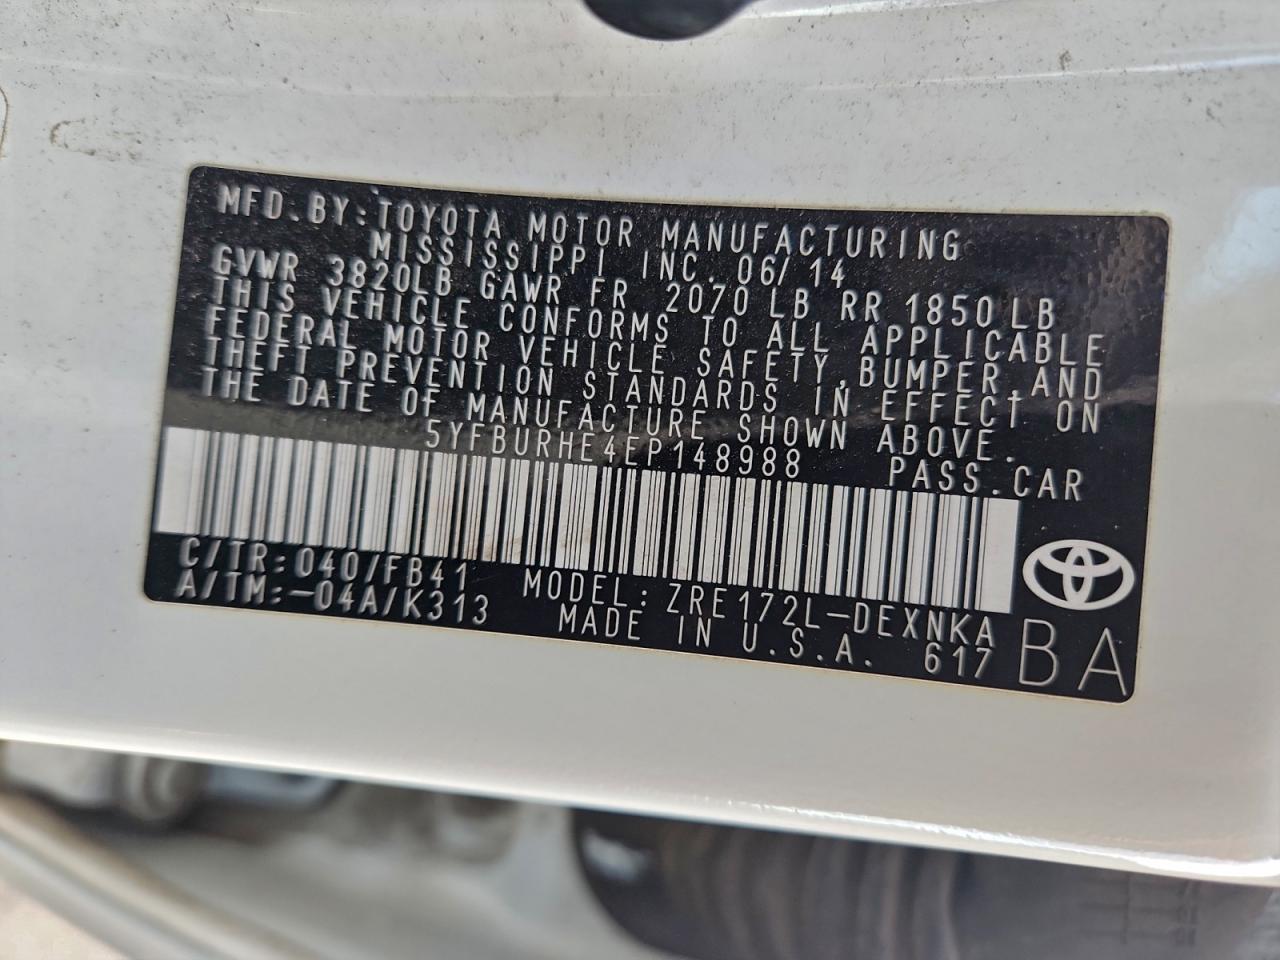 MFD.BY:TOYOTA MOTOR MANUFACTURING
MISSISSIPPI INC. 06/14
GVWR 3820LB GAWR FR 2070 LB RR 1850 LB
THIS VEHICLE CONFORMS TO ALL APPLICABLE
FEDERAL MOTOR VEHICLE SAFETY,BUMPER,AND
THEFT PREVENTION STANDARDS IN EFFECT ON
THE DATE OF MANUFACTURE SHOWN ABOVE.
5YFBURHE4EP148988 PASS.CAR
C/TR:040/FB41 MODEL:ZRE172L-DEXNKA
A/TM:-04A/K313 MADE IN U.S.A. 617
BA